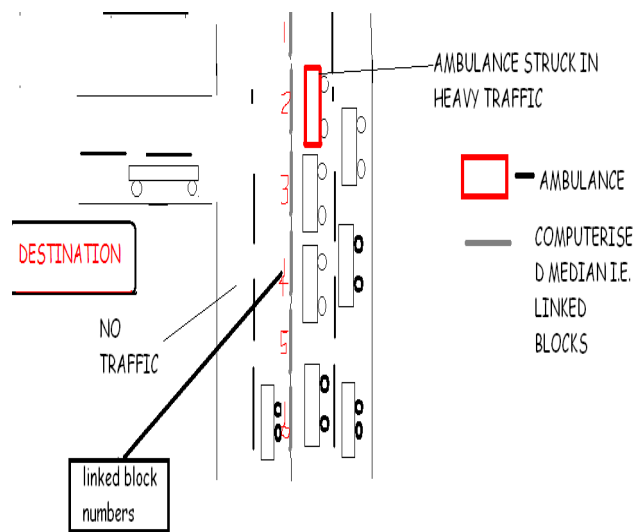 1
AMBULANCE STRUCK IN
HEAVY TRAFFIC
2
3
AMBULANCE
COMPUTERISE
D MEDIAN I.E.
LINKED
BLOCKS
DESTINATION
4
NO
TRAFFIC
5
6
linked block
numbers